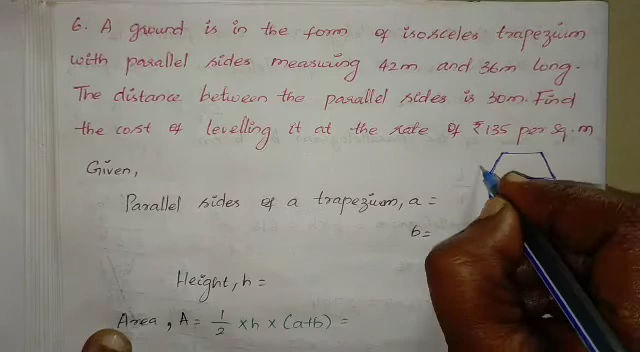 6. A ground is in the form of isosceles trapezium
with parallel sides measuring 42m and 36m long.
The distance between the parallel sides is 30m. Find
the cost of levelling it at the rate of ₹135 per sq.m
Given,
Parallel sides of a trapezium, a =
b =
Height, h =
Area, A = 1/2 × h × (a+b) =